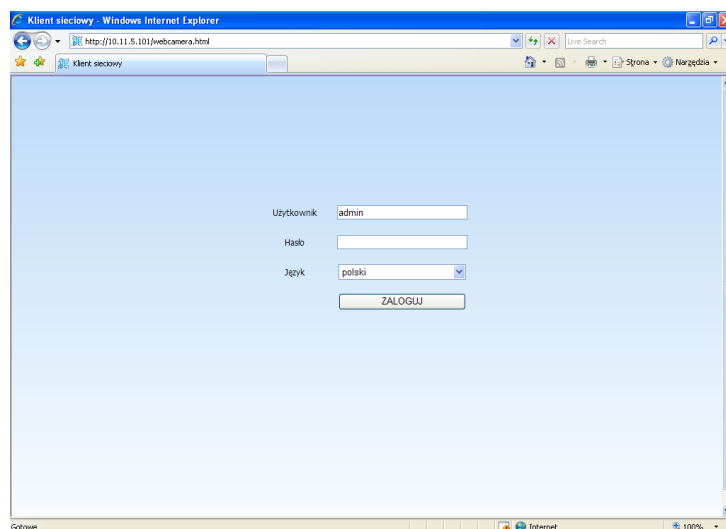 Klient sieciowy - Windows Internet Explorer
http://10.11.5.101/webcamera.html
Live Search
Klient sieciowy
Strona
Narzędzia
Użytkownik
admin
Hasło
Język
polski
ZALOGUJ
Gotowe
Internet
100%